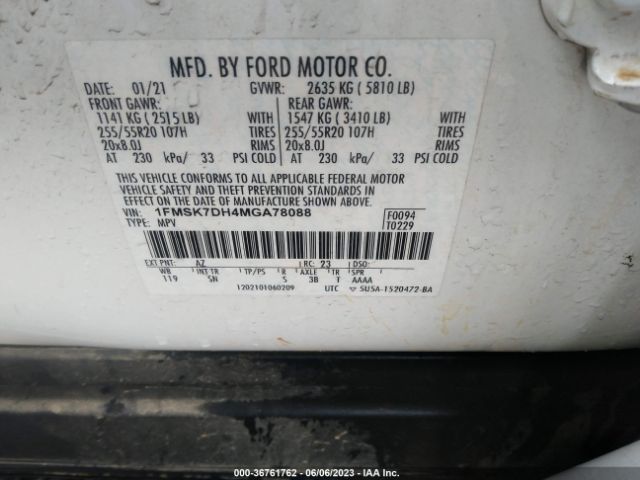 MFD. BY FORD MOTOR CO.
DATE: 01/21 GVWR: 2635 KG ( 5810 LB)
FRONT GAWR: REAR GAWR:
1141 KG ( 2515 LB) WITH 1547 KG ( 3410 LB) WITH
255/55R20 107H TIRES 255/55R20 107H TIRES
20x8.0J RIMS 20x8.0J RIMS
AT 230 kPa/ 33 PSI COLD AT 230 kPa/ 33 PSI COLD
THIS VEHICLE CONFORMS TO ALL APPLICABLE FEDERAL MOTOR
VEHICLE SAFETY AND THEFT PREVENTION STANDARDS IN EFFECT
ON THE DATE OF MANUFACTURE SHOWN ABOVE.
VIN: 1FMSK7DH4MGA78088 F0094
TYPE: MPV T0229
EXT PNT: AZ RC: 23 DSO:
WB INT TR TP/PS R AXLE TR SPR
119 SN S 3B T AAAA
1202101060209 UTC SU5A-1520472-BA
© 2023 - 36761762 - 06/06/2023 - IAA Inc.